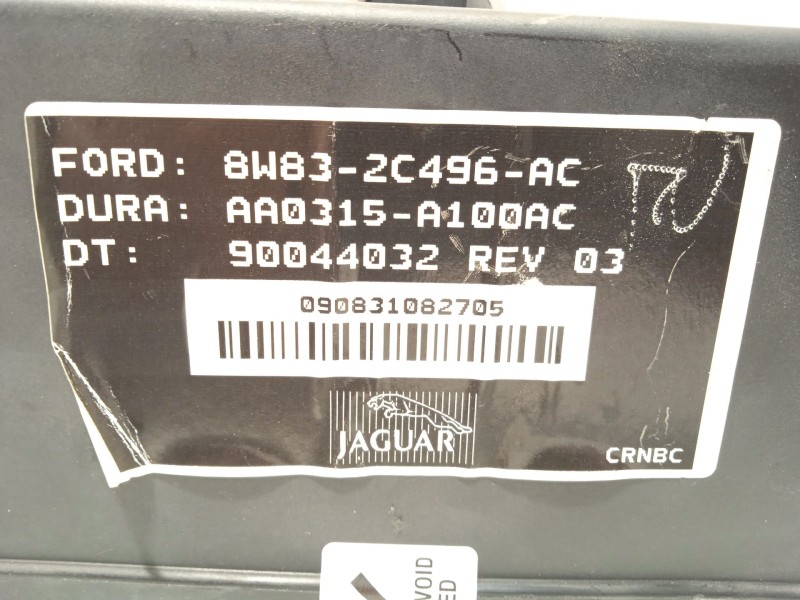 FORD: 8W83-2C496-AC
DURA: AA0315-A100AC
DT: 90044032 REV 03
090831082705
JAGUAR
CRNBC
VOID
ED